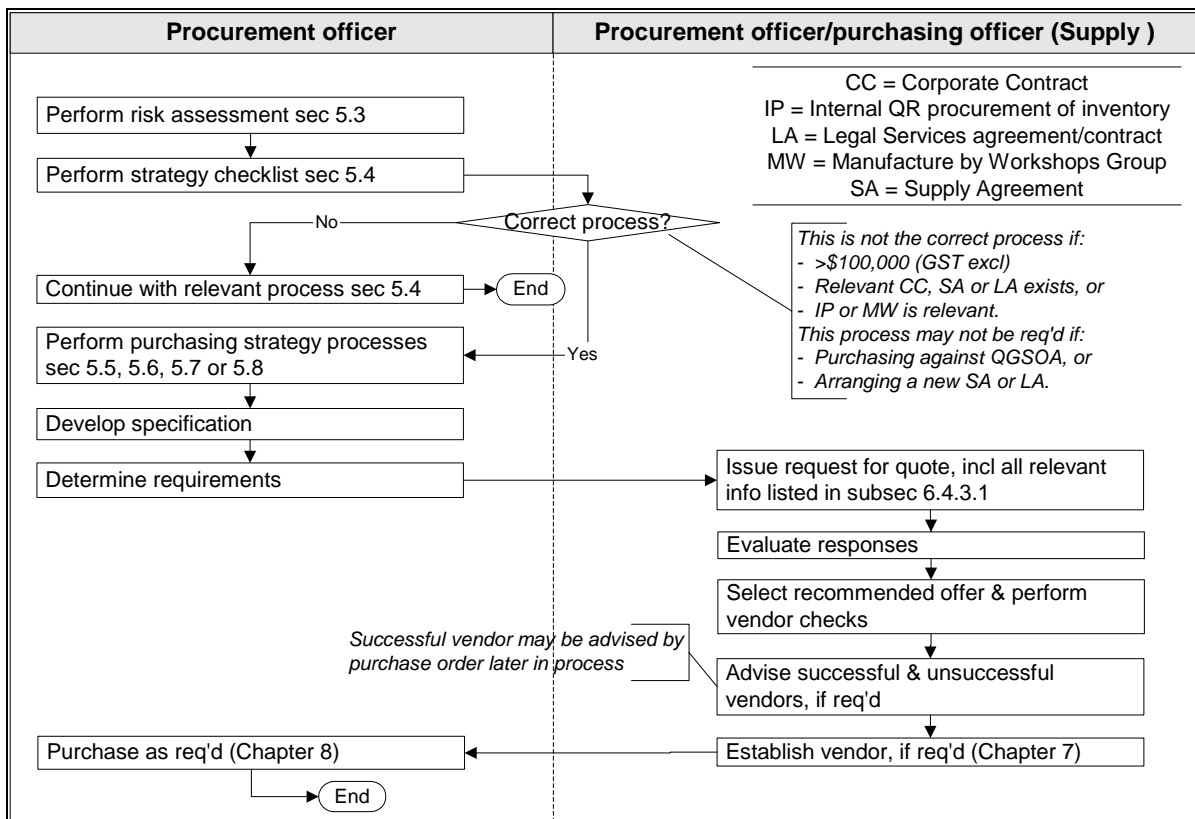 Procurement officer
Procurement officer/purchasing officer (Supply )
CC = Corporate Contract
IP = Internal QR procurement of inventory
LA = Legal Services agreement/contract
MW = Manufacture by Workshops Group
SA = Supply Agreement
Perform risk assessment sec 5.3
Perform strategy checklist sec 5.4
Correct process?
No
This is not the correct process if:
- >$100,000 (GST excl)
- Relevant CC, SA or LA exists, or
- IP or MW is relevant.
This process may not be req'd if:
- Purchasing against QGSOA, or
- Arranging a new SA or LA.
Continue with relevant process sec 5.4
End
Yes
Perform purchasing strategy processes
sec 5.5, 5.6, 5.7 or 5.8
Develop specification
Determine requirements
Issue request for quote, incl all relevant
info listed in subsec 6.4.3.1
Evaluate responses
Select recommended offer & perform
vendor checks
Successful vendor may be advised by
purchase order later in process
Advise successful & unsuccessful
vendors, if req'd
Establish vendor, if req'd (Chapter 7)
Purchase as req'd (Chapter 8)
End